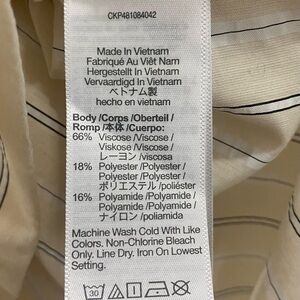 CKP481084042
Made In Vietnam
Fabriqué Au Viêt Nam
Hergestellt In Vietnam
Vervaardigd In Vietnam
ベトナム製
hecho en vietnam
Body /Corps /Oberteil /
Romp /本体 /Cuerpo:
66% Viscose /Viscose /
Viskose /Viscose /
レーヨン /viscosa
18% Polyester /Polyester /
Polyester /Polyester /
ポリエステル /poliéster
16% Polyamide /Polyamide /
Polyamide /Polyamide /
ナイロン /poliamida
Machine Wash Cold With Like
Colors. Non-Chlorine Bleach
Only. Line Dry. Iron On Lowest
Setting.
30